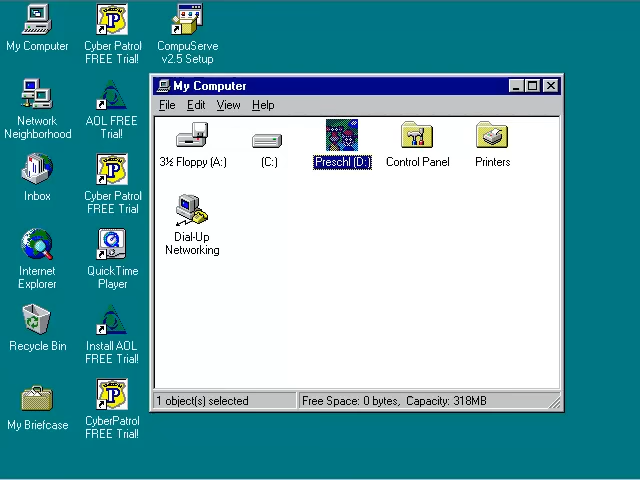 My Computer
Cyber Patrol
FREE Trial!
CompuServe
v2.5 Setup
Network
Neighborhood
AOL FREE
Trial!
Inbox
Cyber Patrol
FREE Trial
Internet
Explorer
QuickTime
Player
Recycle Bin
Install AOL
FREE Trial!
My Briefcase
CyberPatrol
FREE Trial!
My Computer
File Edit View Help
3½ Floppy (A:)
(C:)
Preschl (D:)
Control Panel
Printers
Dial-Up
Networking
1 object(s) selected
Free Space: 0 bytes, Capacity: 318MB